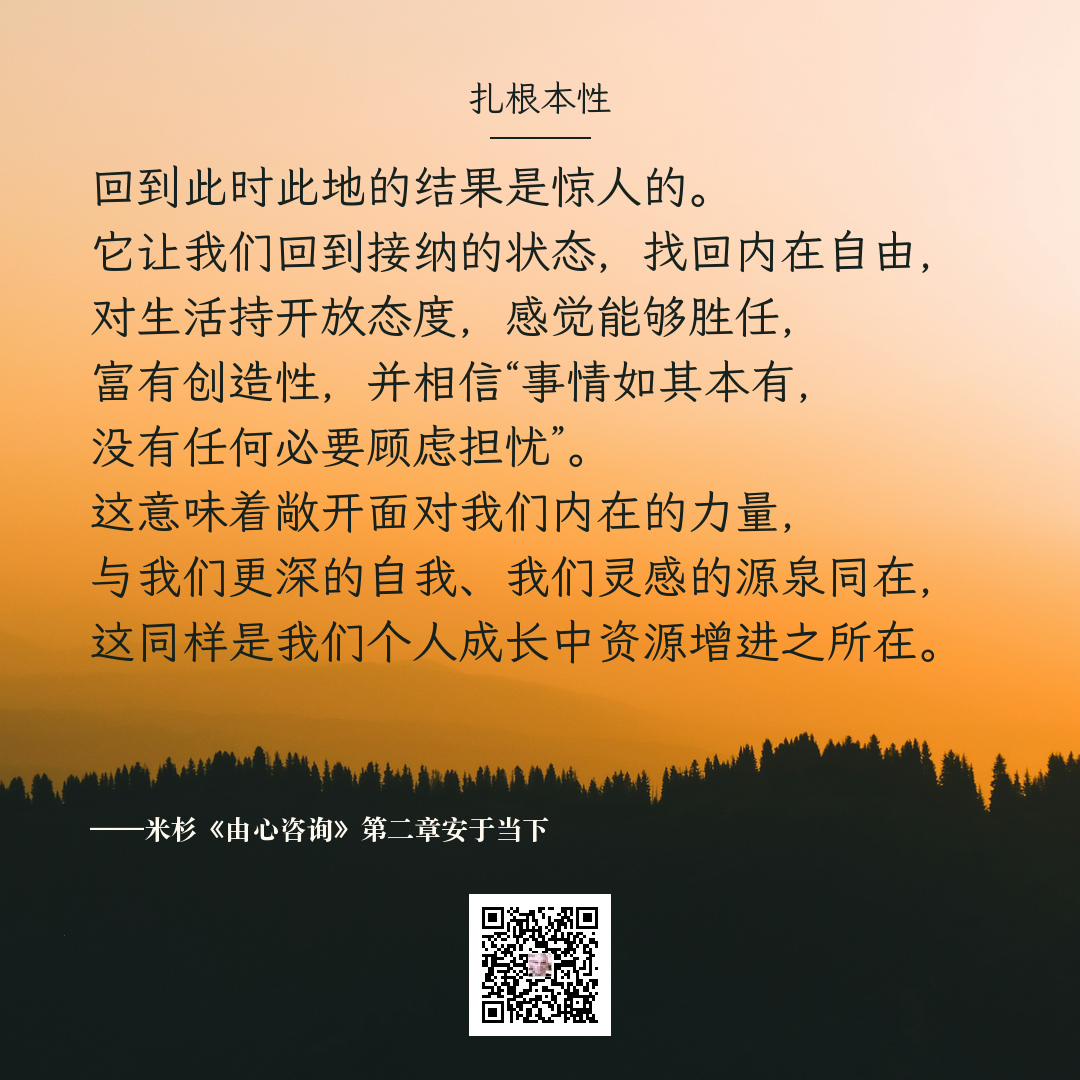 扎根本性
回到此时此地的结果是惊人的。
它让我们回到接纳的状态，找回内在自由，
对生活持开放态度，感觉能够胜任，
富有创造性，并相信“事情如其本有，
没有任何必要顾虑担忧”。
这意味着敞开面对我们内在的力量，
与我们更深的自我、我们灵感的源泉同在，
这同样是我们个人成长中资源增进之所在。
——米杉《由心咨询》第二章安于当下